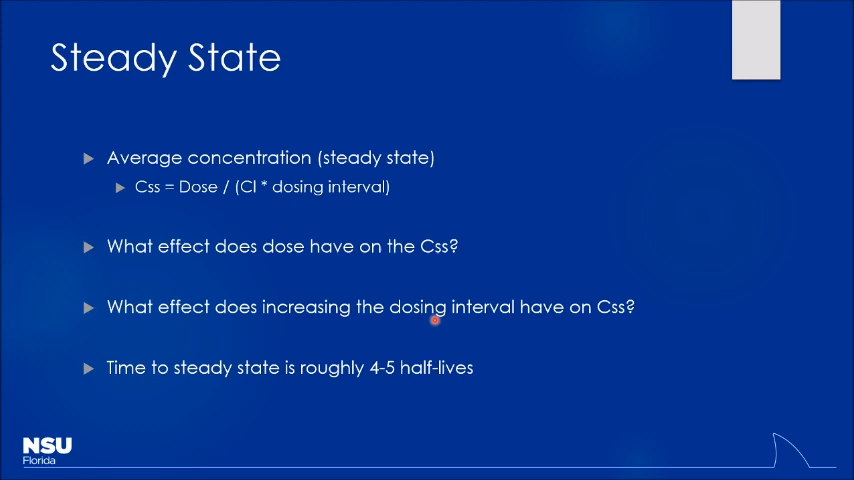 Steady State
Average concentration (steady state)
Css = Dose / (Cl * dosing interval)
What effect does dose have on the Css?
What effect does increasing the dosing interval have on Css?
Time to steady state is roughly 4-5 half-lives
NSU
Florida